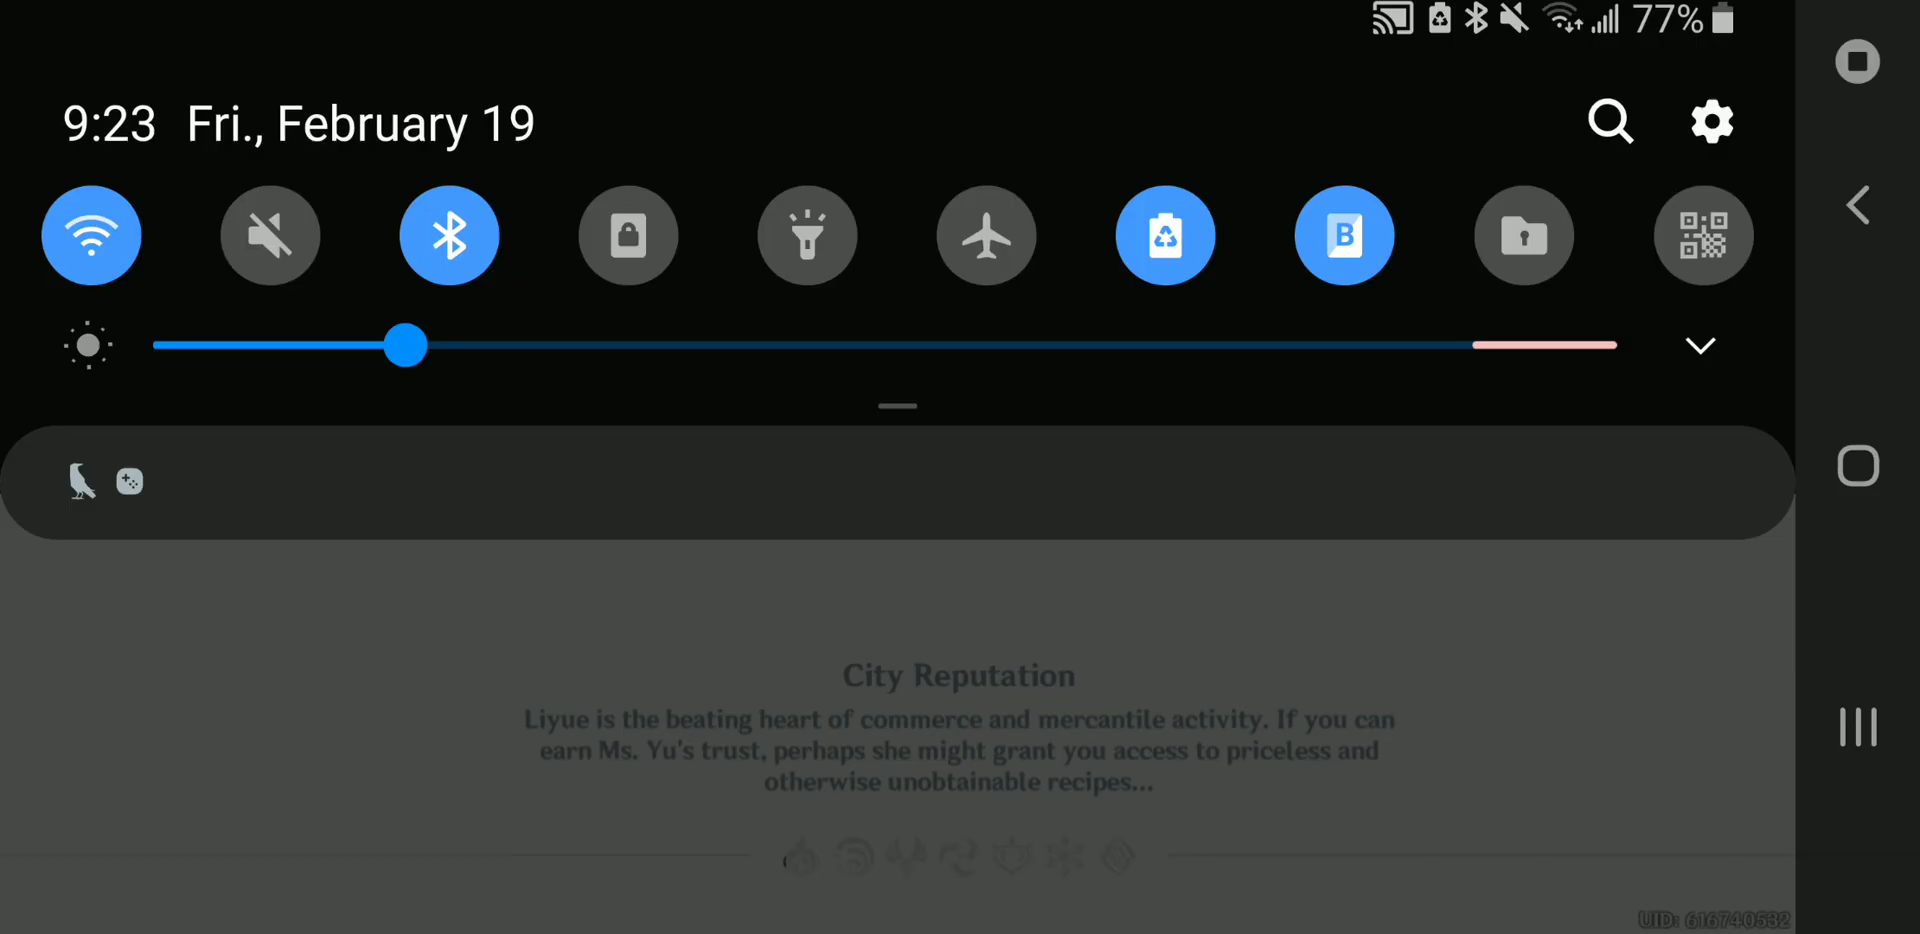 77%
9:23 Fri., February 19
B
City Reputation
Liyue is the beating heart of commerce and mercantile activity. If you can
earn Ms. Yu's trust, perhaps she might grant you access to priceless and
otherwise unobtainable recipes...
UID: 616740532